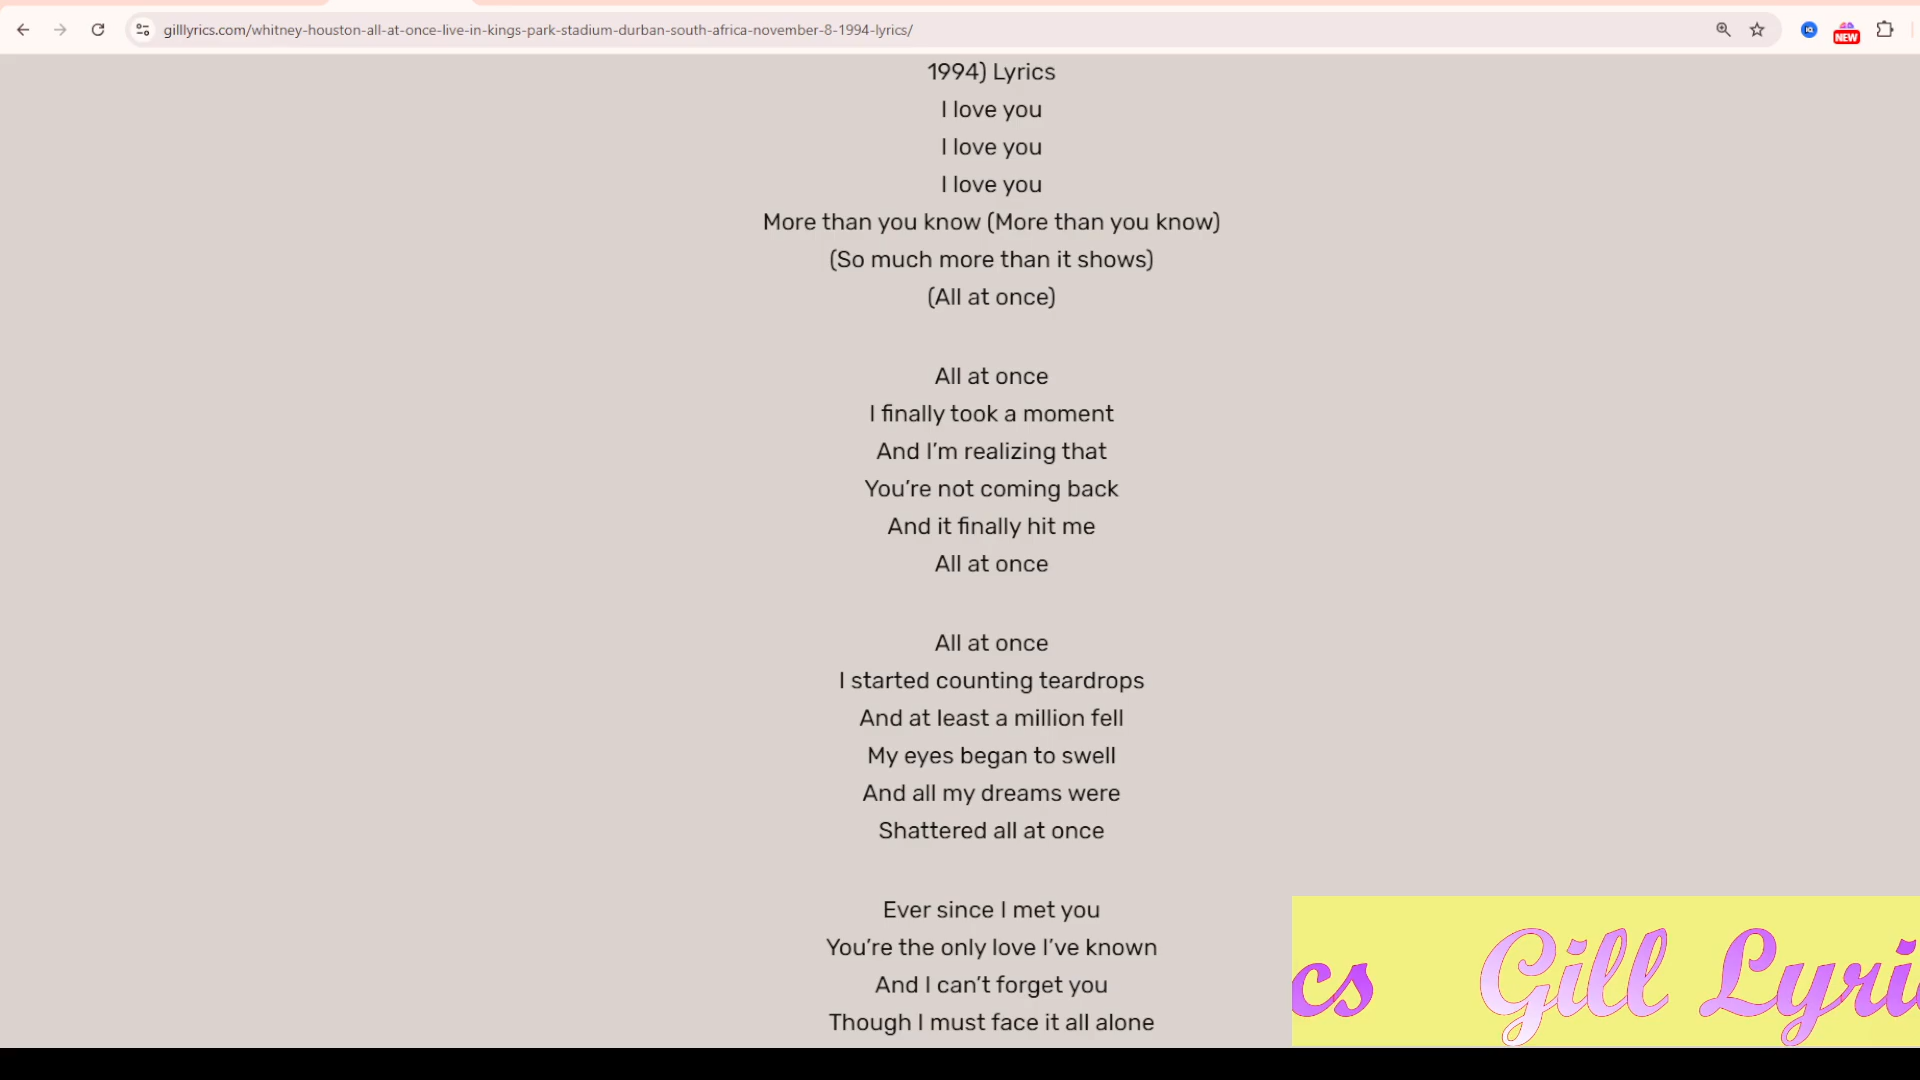 gilllyrics.com/whitney-houston-all-at-once-live-in-kings-park-stadium-durban-south-africa-november-8-1994-lyrics/
NEW
1994) Lyrics
I love you
I love you
I love you
More than you know (More than you know)
(So much more than it shows)
(All at once)
All at once
I finally took a moment
And I’m realizing that
You’re not coming back
And it finally hit me
All at once
All at once
I started counting teardrops
And at least a million fell
My eyes began to swell
And all my dreams were
Shattered all at once
Ever since I met you
You’re the only love I’ve known
And I can’t forget you
Though I must face it all alone
cs Gill Lyric